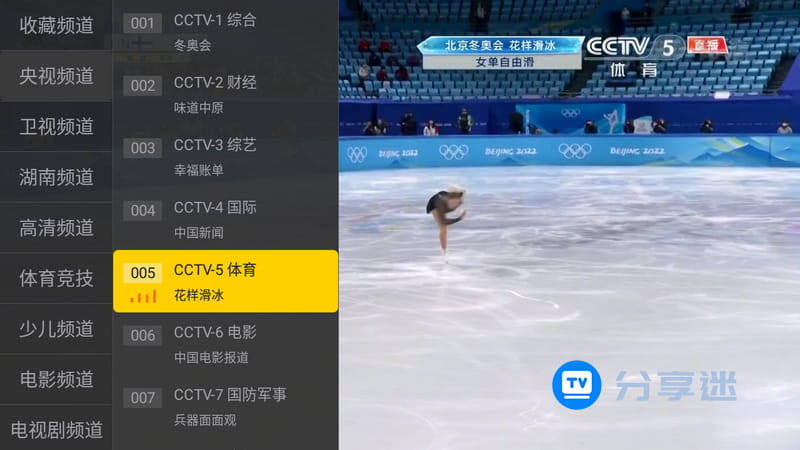 收藏频道
央视频道
卫视频道
湖南频道
高清频道
体育竞技
少儿频道
电影频道
电视剧频道
001 CCTV-1 综合
冬奥会
002 CCTV-2 财经
味道中原
003 CCTV-3 综艺
幸福账单
004 CCTV-4 国际
中国新闻
005 CCTV-5 体育
花样滑冰
006 CCTV-6 电影
中国电影报道
007 CCTV-7 国防军事
兵器面面观
北京冬奥会 花样滑冰
女单自由滑
CCTV 5 直播
体育
BEIJING 2022
BEIJING 2022
BEIJING 2022
TV 分享迷